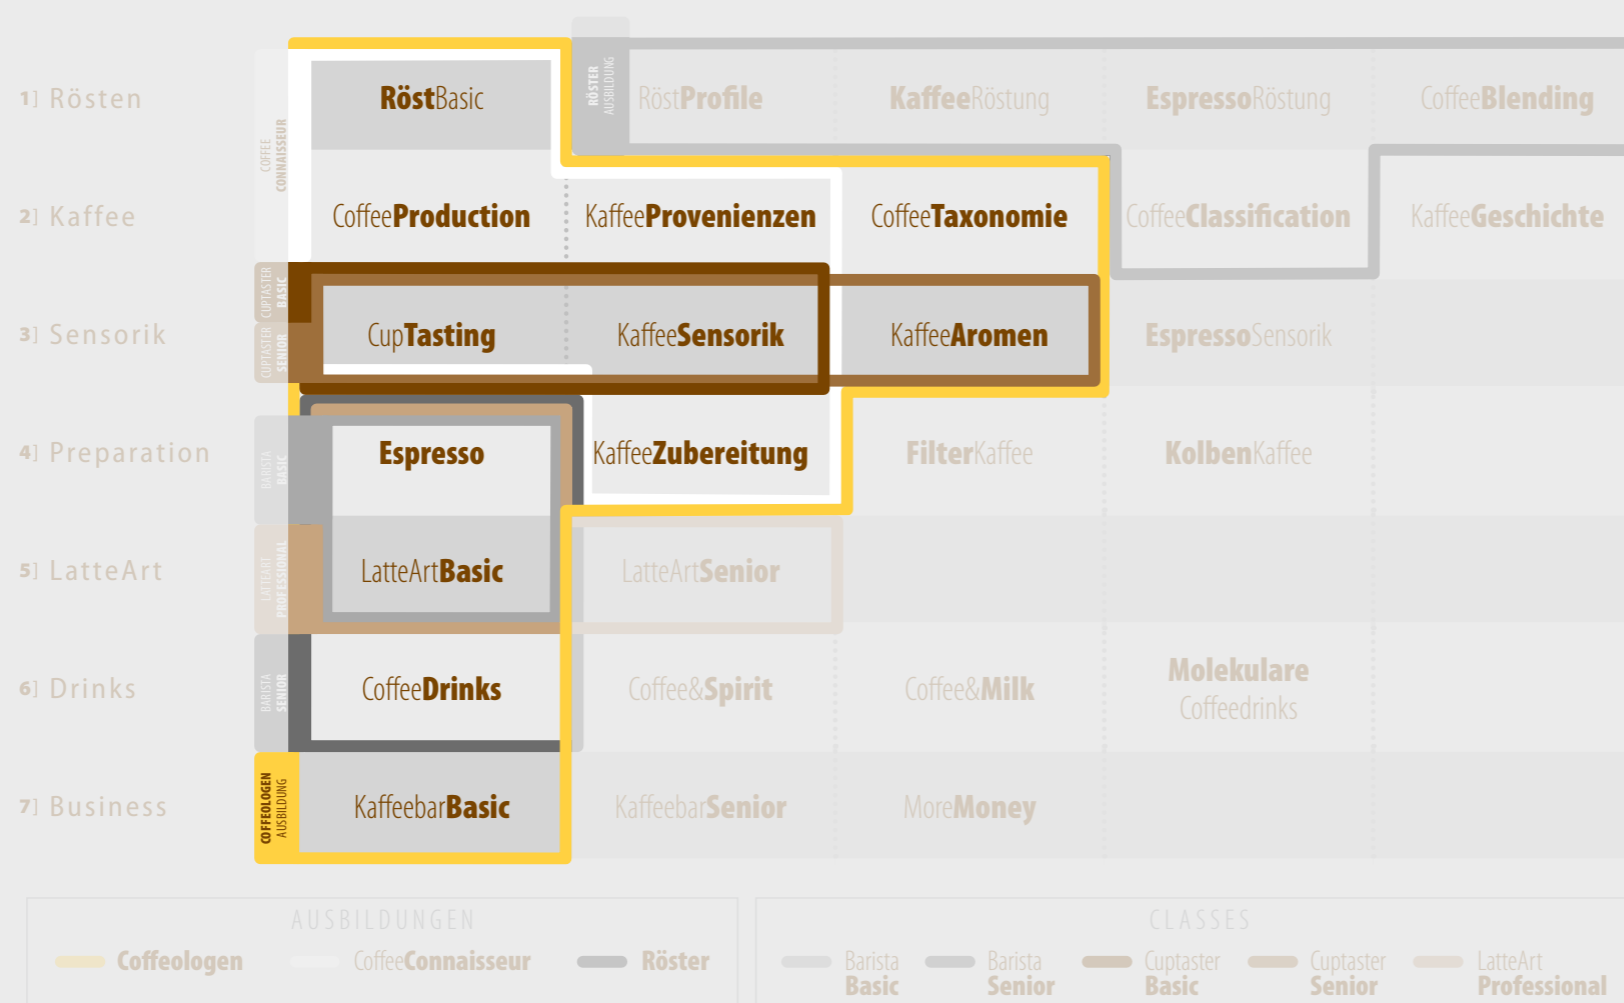 1] Rösten
COFFEE
CONNAISSEUR
RöstBasic
RÖSTER
AUSBILDUNG
RöstProfile
KaffeeRöstung
EspressoRöstung
CoffeeBlending
2] Kaffee
CoffeeProduction
KaffeeProvenienzen
CoffeeTaxonomie
CoffeeClassification
KaffeeGeschichte
CUPTASTER
BASIC
3] Sensorik
CUPTASTER
SENIOR
CupTasting
KaffeeSensorik
KaffeeAromen
EspressoSensorik
4] Preparation
BARISTA
BASIC
Espresso
KaffeeZubereitung
FilterKaffee
KolbenKaffee
5] LatteArt
LATTEART
PROFESSIONAL
LatteArtBasic
LatteArtSenior
6] Drinks
BARISTA
SENIOR
CoffeeDrinks
Coffee&Spirit
Coffee&Milk
Molekulare
Coffeedrinks
7] Business
COFFEOLOGEN
AUSBILDUNG
KaffeebarBasic
KaffeebarSenior
MoreMoney
AUSBILDUNGEN
Coffeologen
CoffeeConnaisseur
Röster
CLASSES
Barista
Basic
Barista
Senior
Cuptaster
Basic
Cuptaster
Senior
LatteArt
Professional